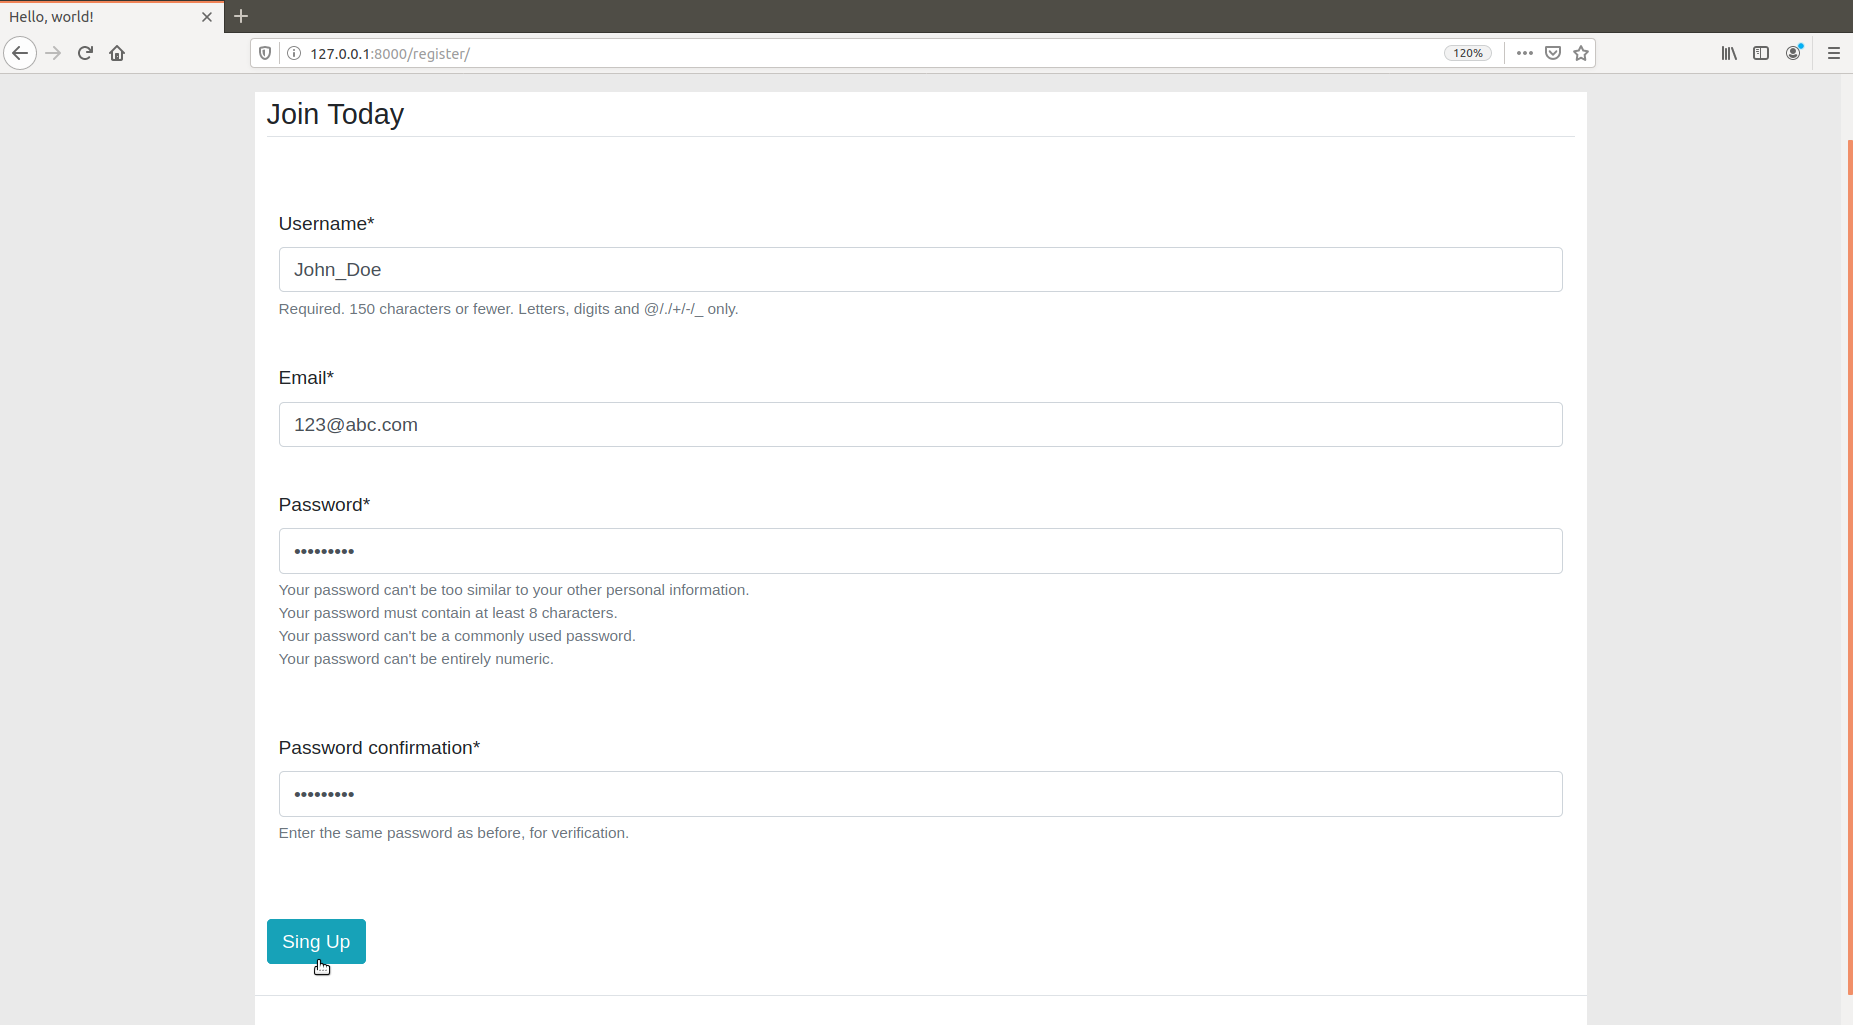 Hello, world!
127.0.0.1:8000/register/
120%
Join Today
Username*
John_Doe
Required. 150 characters or fewer. Letters, digits and @/./+/-/_ only.
Email*
123@abc.com
Password*
•••••••••
Your password can't be too similar to your other personal information.
Your password must contain at least 8 characters.
Your password can't be a commonly used password.
Your password can't be entirely numeric.
Password confirmation*
•••••••••
Enter the same password as before, for verification.
Sing Up